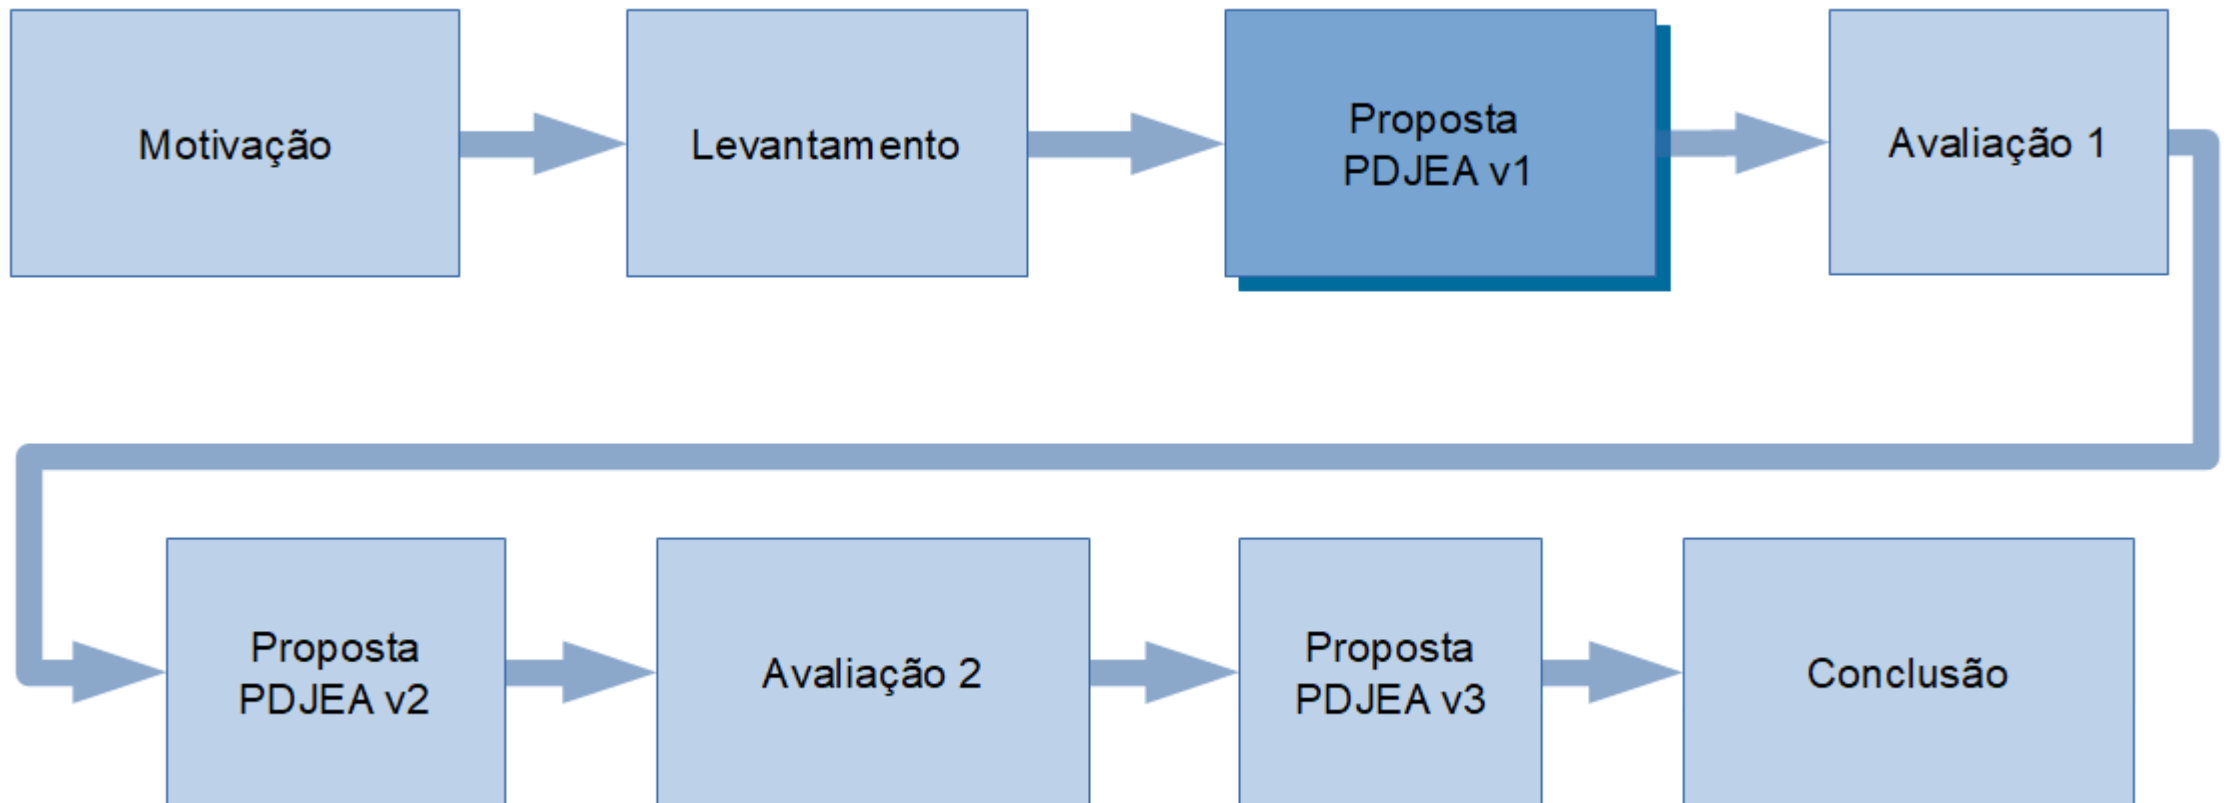 Motivação
Levantamento
Proposta
PDJEA v1
Avaliação 1
Proposta
PDJEA v2
Avaliação 2
Proposta
PDJEA v3
Conclusão